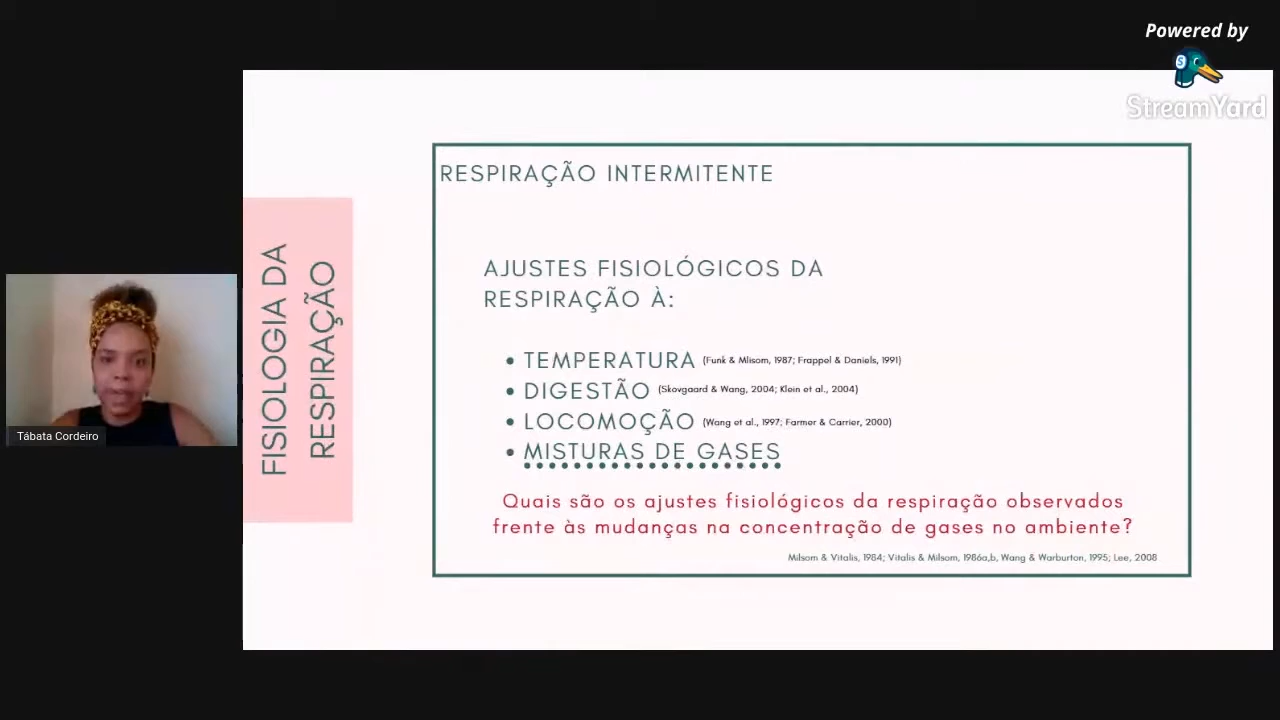 Powered by
StreamYard
RESPIRAÇÃO INTERMITENTE
FISIOLOGIA DA
RESPIRAÇÃO
AJUSTES FISIOLÓGICOS DA
RESPIRAÇÃO À:
• TEMPERATURA (Funk & Mlisom, 1987; Frappel & Daniels, 1991)
• DIGESTÃO (Skovgaard & Wang, 2004; Klein et al., 2004)
• LOCOMOÇÃO (Wang et al., 1997; Farmer & Carrier, 2000)
• MISTURAS DE GASES
Quais são os ajustes fisiológicos da respiração observados
frente às mudanças na concentração de gases no ambiente?
Milsom & Vitalis, 1984; Vitalis & Milsom, 1986a,b, Wang & Warburton, 1995; Lee, 2008
Tábata Cordeiro